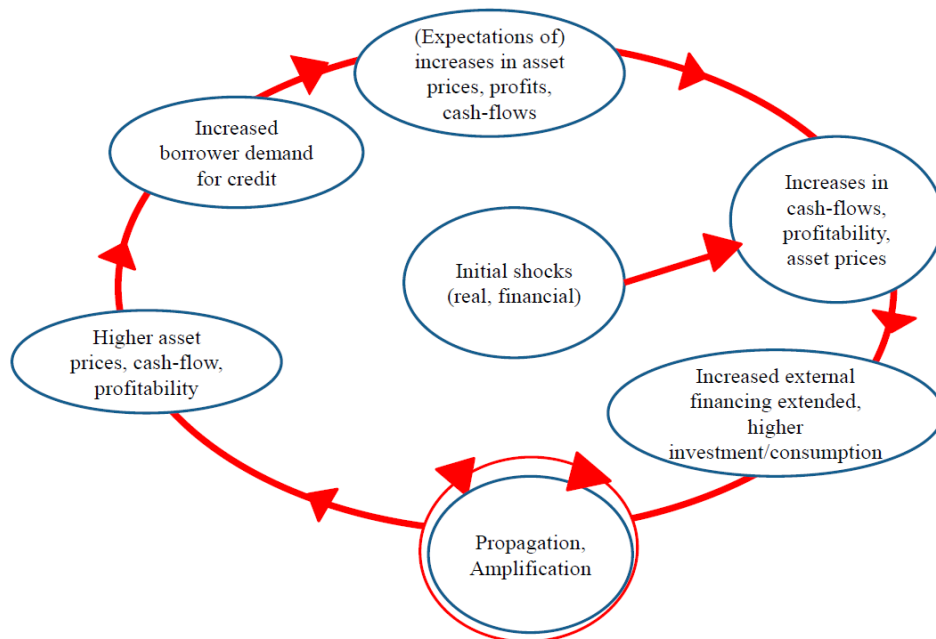 (Expectations of)
increases in asset
prices, profits,
cash-flows
Increased
borrower demand
for credit
Increases in
cash-flows,
profitability,
asset prices
Initial shocks
(real, financial)
Higher asset
prices, cash-flow,
profitability
Increased external
financing extended,
higher
investment/consumption
Propagation,
Amplification